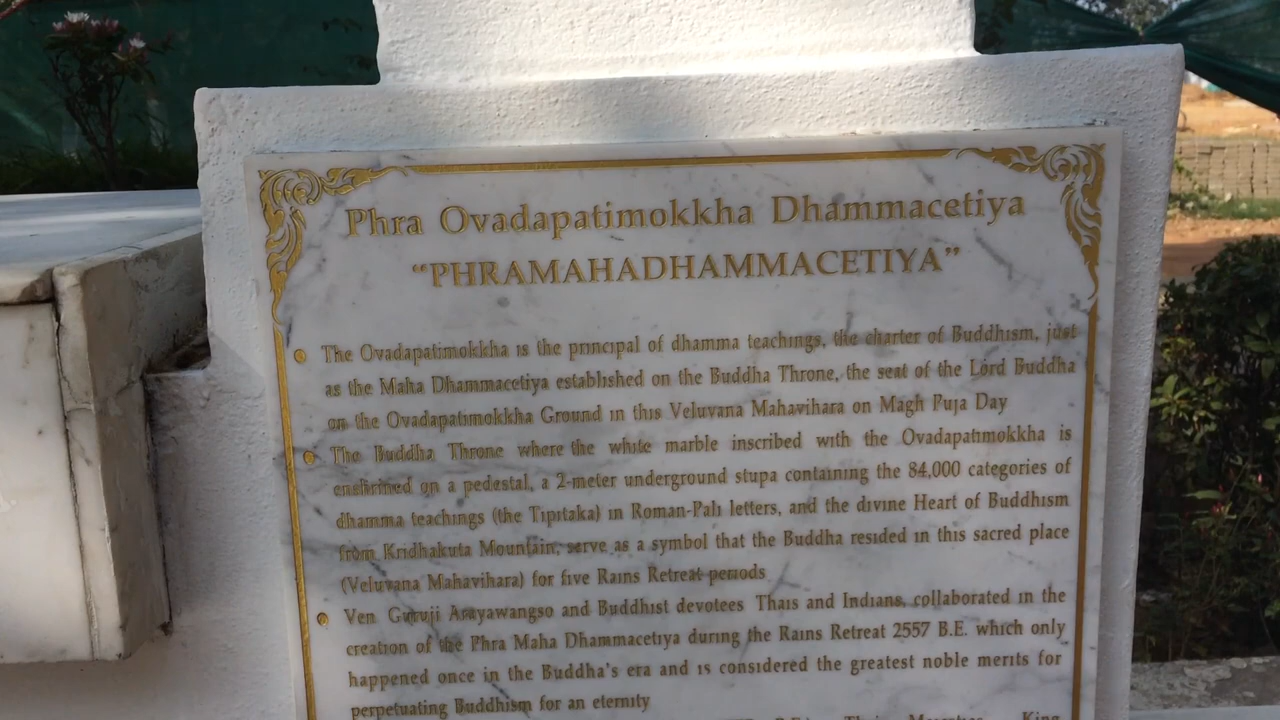 Phra Ovadapatimokkha Dhammacetiya
“PHRAMAHADHAMMACETIYA”
The Ovadapatimokkha is the principal of dhamma teachings, the charter of Buddhism, just
as the Maha Dhammacetiya established on the Buddha Throne, the seat of the Lord Buddha
on the Ovadapatimokkha Ground in this Veluvana Mahavihara on Magh Puja Day
The Buddha Throne where the white marble inscribed with the Ovadapatimokkha is
enshrined on a pedestal, a 2-meter underground stupa containing the 84,000 categories of
dhamma teachings (the Tipitaka) in Roman-Pali letters, and the divine Heart of Buddhism
from Kridhakuta Mountain, serve as a symbol that the Buddha resided in this sacred place
(Veluvana Mahavihara) for five Rains Retreat periods
Ven Guruji Arayawangso and Buddhist devotees Thais and Indians, collaborated in the
creation of the Phra Maha Dhammacetiya during the Rains Retreat 2557 B.E. which only
happened once in the Buddha's era and is considered the greatest noble merits for
perpetuating Buddhism for an eternity